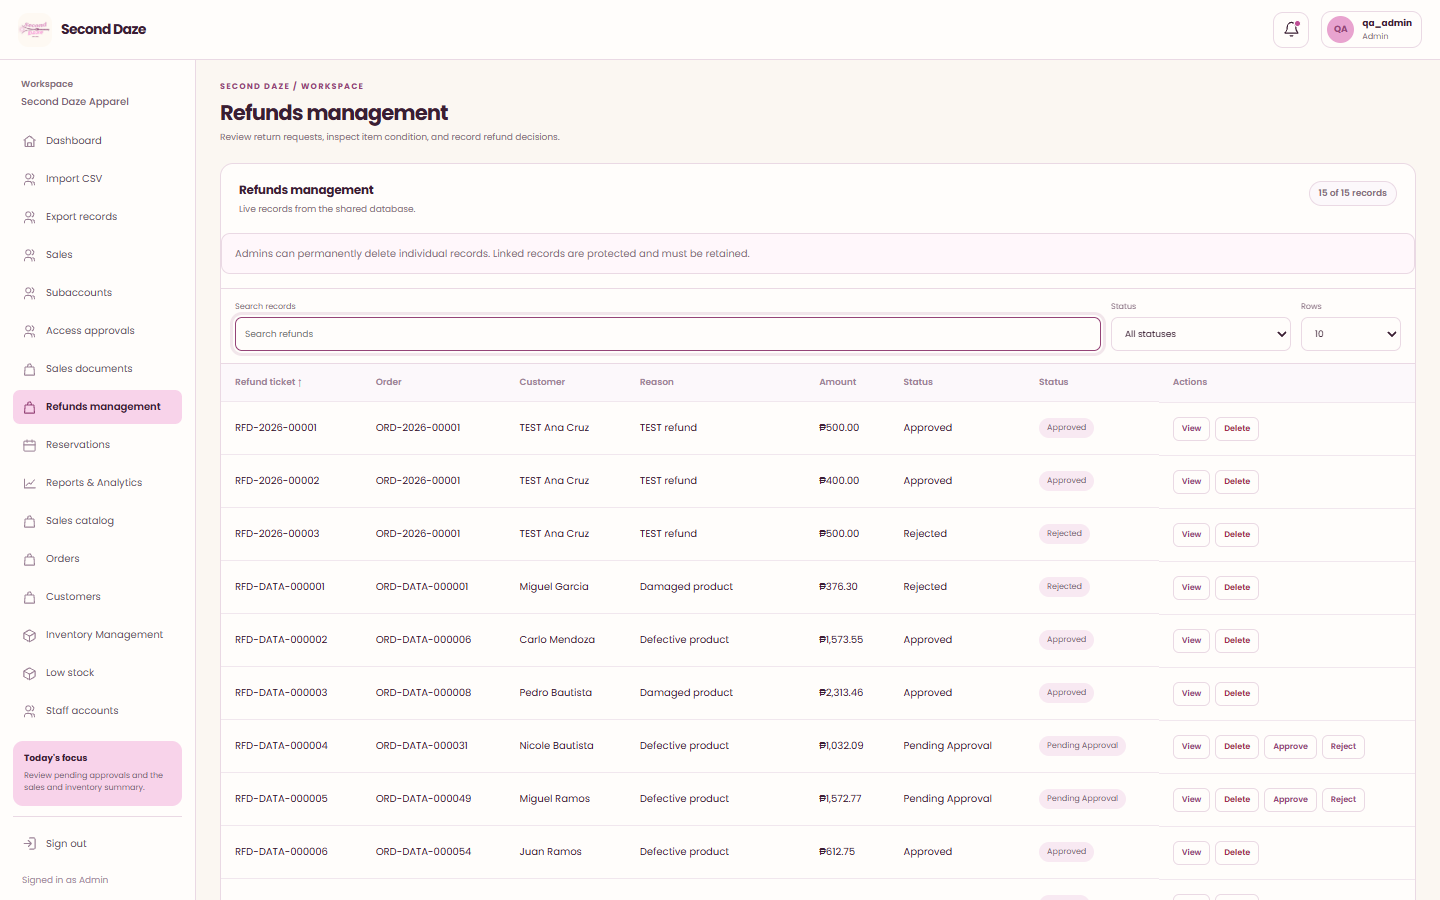 Second Daze
QA
qa_admin
Admin
Workspace
Second Daze Apparel
Dashboard
Import CSV
Export records
Sales
Subaccounts
Access approvals
Sales documents
Refunds management
Reservations
Reports & Analytics
Sales catalog
Orders
Customers
Inventory Management
Low stock
Staff accounts
Today's focus
Review pending approvals and the
sales and inventory summary.
Sign out
Signed in as Admin
SECOND DAZE / WORKSPACE
Refunds management
Review return requests, inspect item condition, and record refund decisions.
Refunds management
Live records from the shared database.
15 of 15 records
Admins can permanently delete individual records. Linked records are protected and must be retained.
Search records Status Rows
Search refunds All statuses 10
Refund ticket ↑ Order Customer Reason Amount Status Status Actions
RFD-2026-00001 ORD-2026-00001 TEST Ana Cruz TEST refund ₱500.00 Approved Approved View Delete
RFD-2026-00002 ORD-2026-00001 TEST Ana Cruz TEST refund ₱400.00 Approved Approved View Delete
RFD-2026-00003 ORD-2026-00001 TEST Ana Cruz TEST refund ₱500.00 Rejected Rejected View Delete
RFD-DATA-000001 ORD-DATA-000001 Miguel Garcia Damaged product ₱376.30 Rejected Rejected View Delete
RFD-DATA-000002 ORD-DATA-000006 Carlo Mendoza Defective product ₱1,573.55 Approved Approved View Delete
RFD-DATA-000003 ORD-DATA-000008 Pedro Bautista Damaged product ₱2,313.46 Approved Approved View Delete
RFD-DATA-000004 ORD-DATA-000031 Nicole Bautista Defective product ₱1,032.09 Pending Approval Pending Approval View Delete Approve Reject
RFD-DATA-000005 ORD-DATA-000049 Miguel Ramos Defective product ₱1,572.77 Pending Approval Pending Approval View Delete Approve Reject
RFD-DATA-000006 ORD-DATA-000054 Juan Ramos Defective product ₱612.75 Approved Approved View Delete